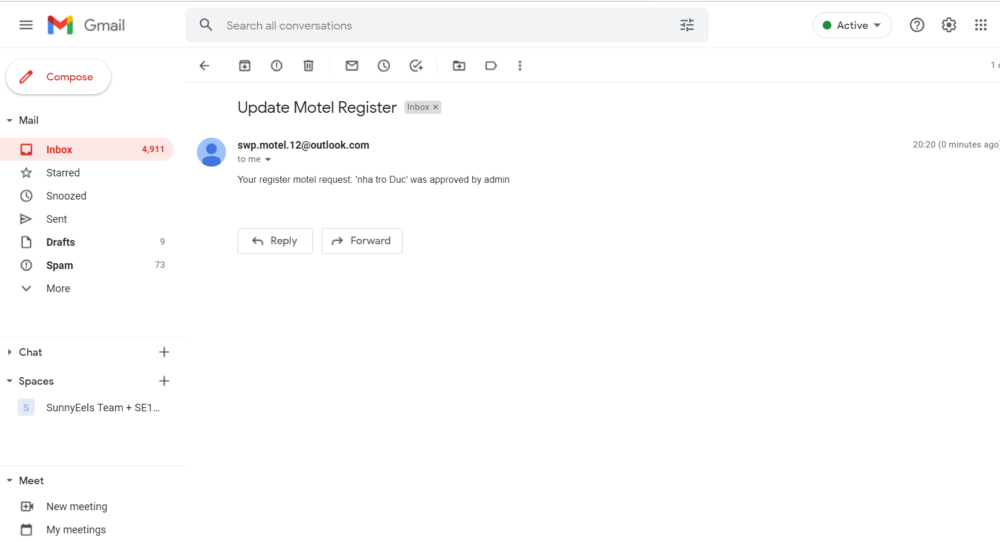 Gmail
Search all conversations
Active
Compose
1
Mail
Update Motel Register
Inbox ×
Inbox 4,911
swp.motel.12@outlook.com
20:20 (0 minutes ago)
to me
Starred
Your register motel request: 'nha tro Duc' was approved by admin
Snoozed
Sent
Drafts 9
Reply
Forward
Spam 73
More
Chat
Spaces
S
SunnyEels Team + SE1...
Meet
New meeting
My meetings